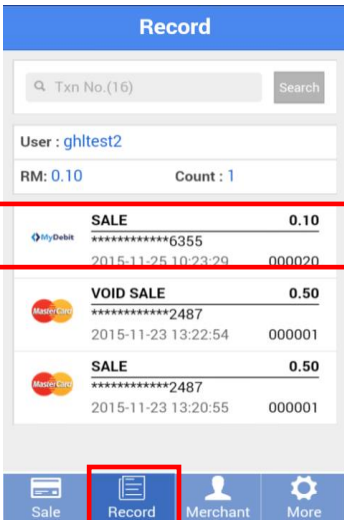 Record
Txn No.(16) Search
User : ghltest2
RM: 0.10 Count : 1
SALE 0.10
MyDebit ************6355
2015-11-25 10:23:29 000020
VOID SALE 0.50
MasterCard ************2487
2015-11-23 13:22:54 000001
SALE 0.50
MasterCard ************2487
2015-11-23 13:20:55 000001
Sale Record Merchant More